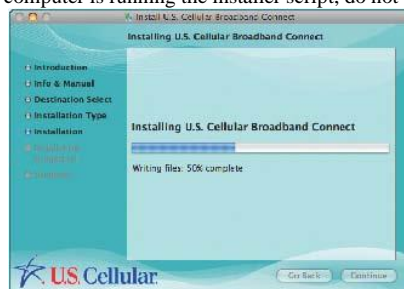 computer is running the installer script, do not
Install U.S. Cellular Broadband Connect
Installing U.S. Cellular Broadband Connect
Introduction
Info & Manual
Destination Select
Installation Type
Installation
Installing U.S. Cellular Broadband Connect
Writing files: 50% complete
U.S. Cellular
Go Back
Continue